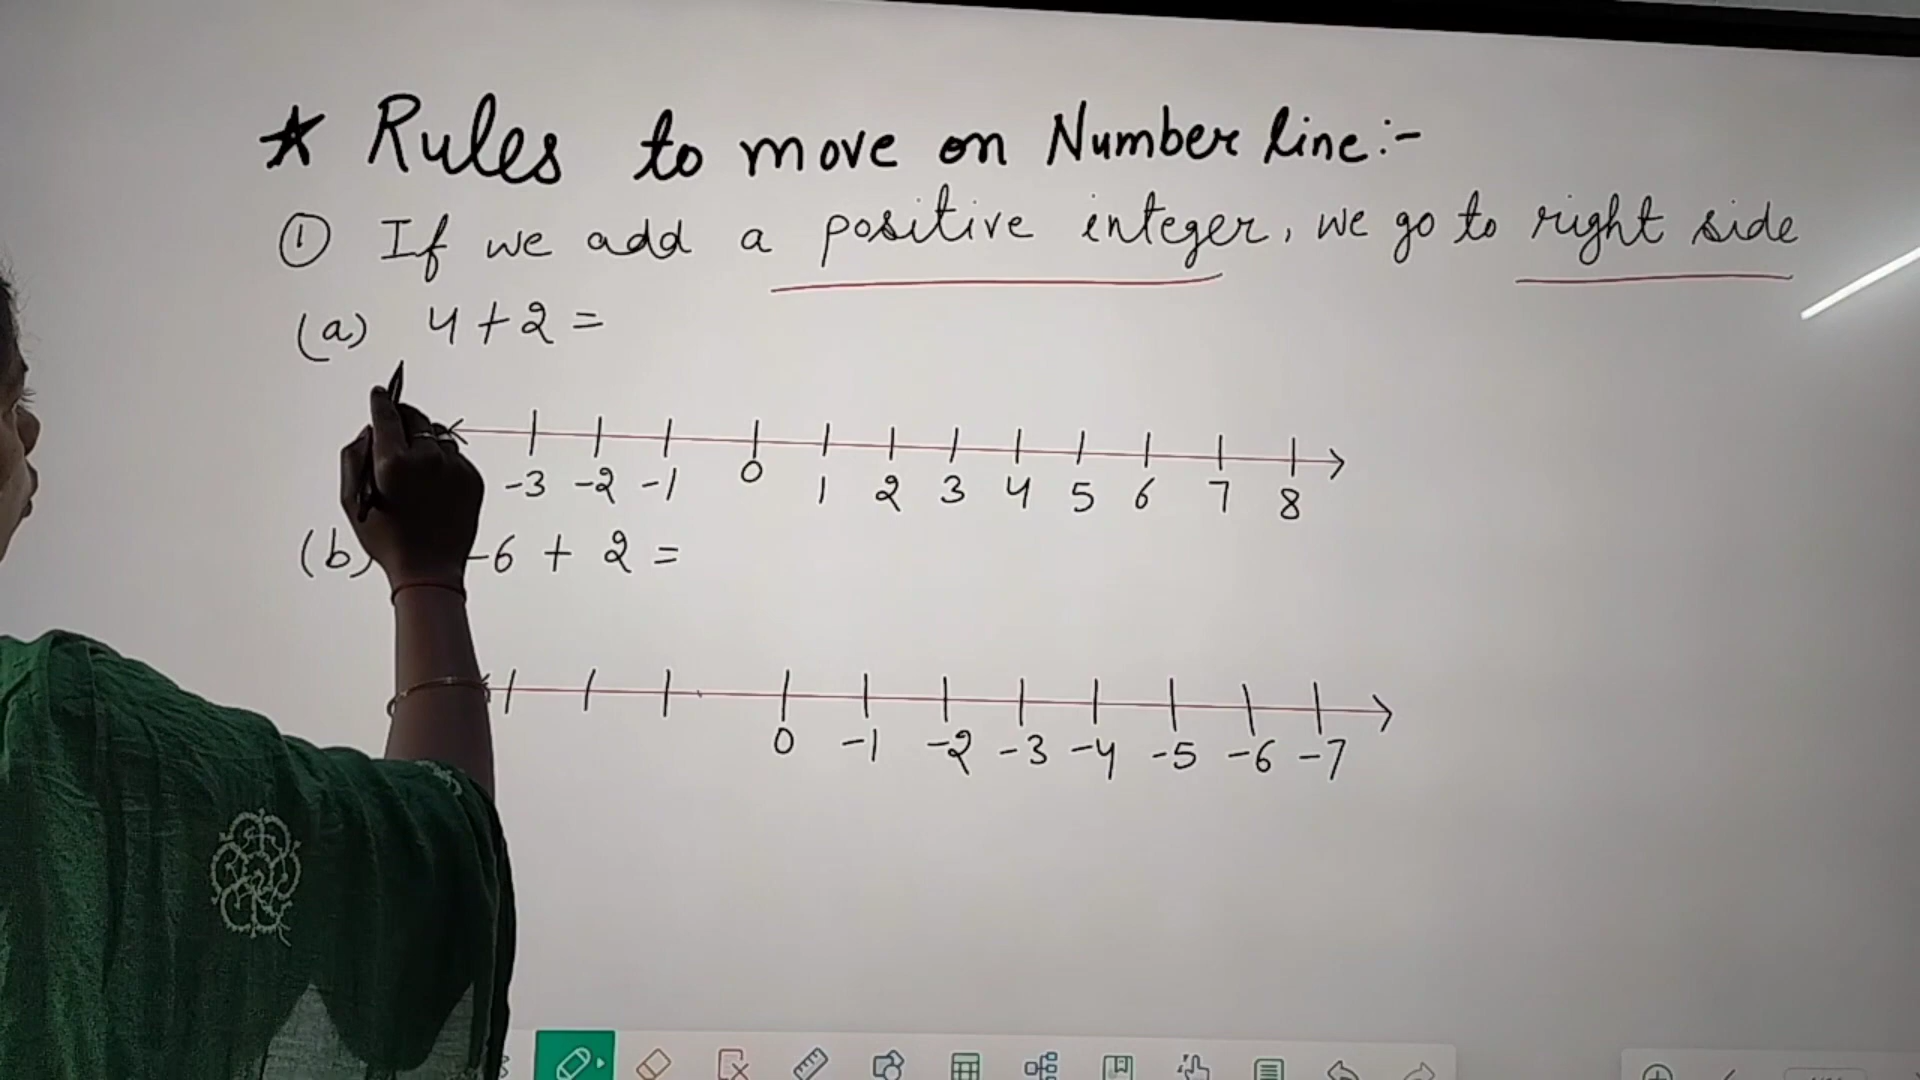 ★ Rules to move on Number line:-
① If we add a positive integer, we go to right side
(a) 4+2=
-3 -2 -1 0 1 2 3 4 5 6 7 8
(b) -6 + 2 =
0 -1 -2 -3 -4 -5 -6 -7